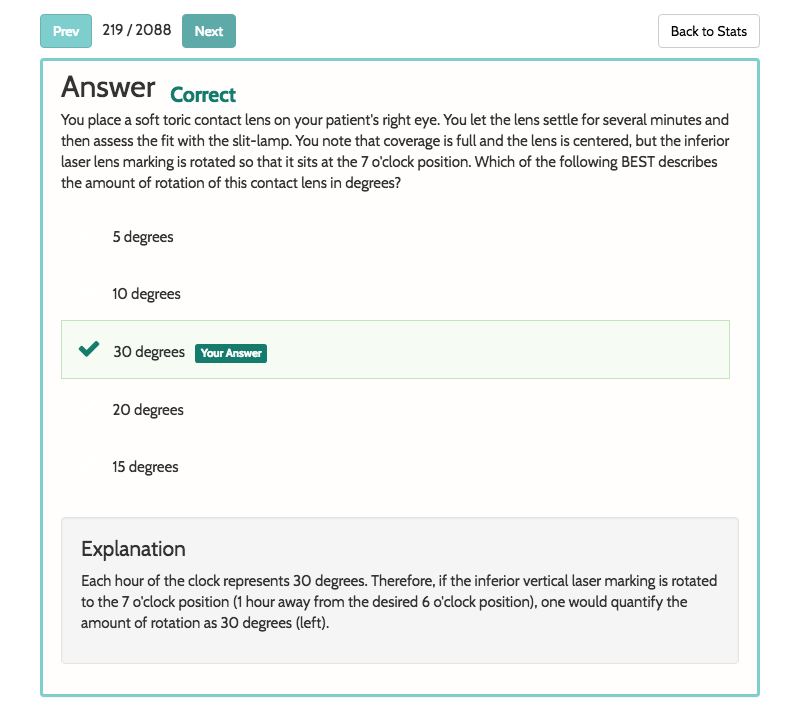 Prev 219 / 2088 Next Back to Stats
Answer Correct
You place a soft toric contact lens on your patient's right eye. You let the lens settle for several minutes and
then assess the fit with the slit-lamp. You note that coverage is full and the lens is centered, but the inferior
laser lens marking is rotated so that it sits at the 7 o'clock position. Which of the following BEST describes
the amount of rotation of this contact lens in degrees?
5 degrees
10 degrees
30 degrees Your Answer
20 degrees
15 degrees
Explanation
Each hour of the clock represents 30 degrees. Therefore, if the inferior vertical laser marking is rotated
to the 7 o'clock position (1 hour away from the desired 6 o'clock position), one would quantify the
amount of rotation as 30 degrees (left).